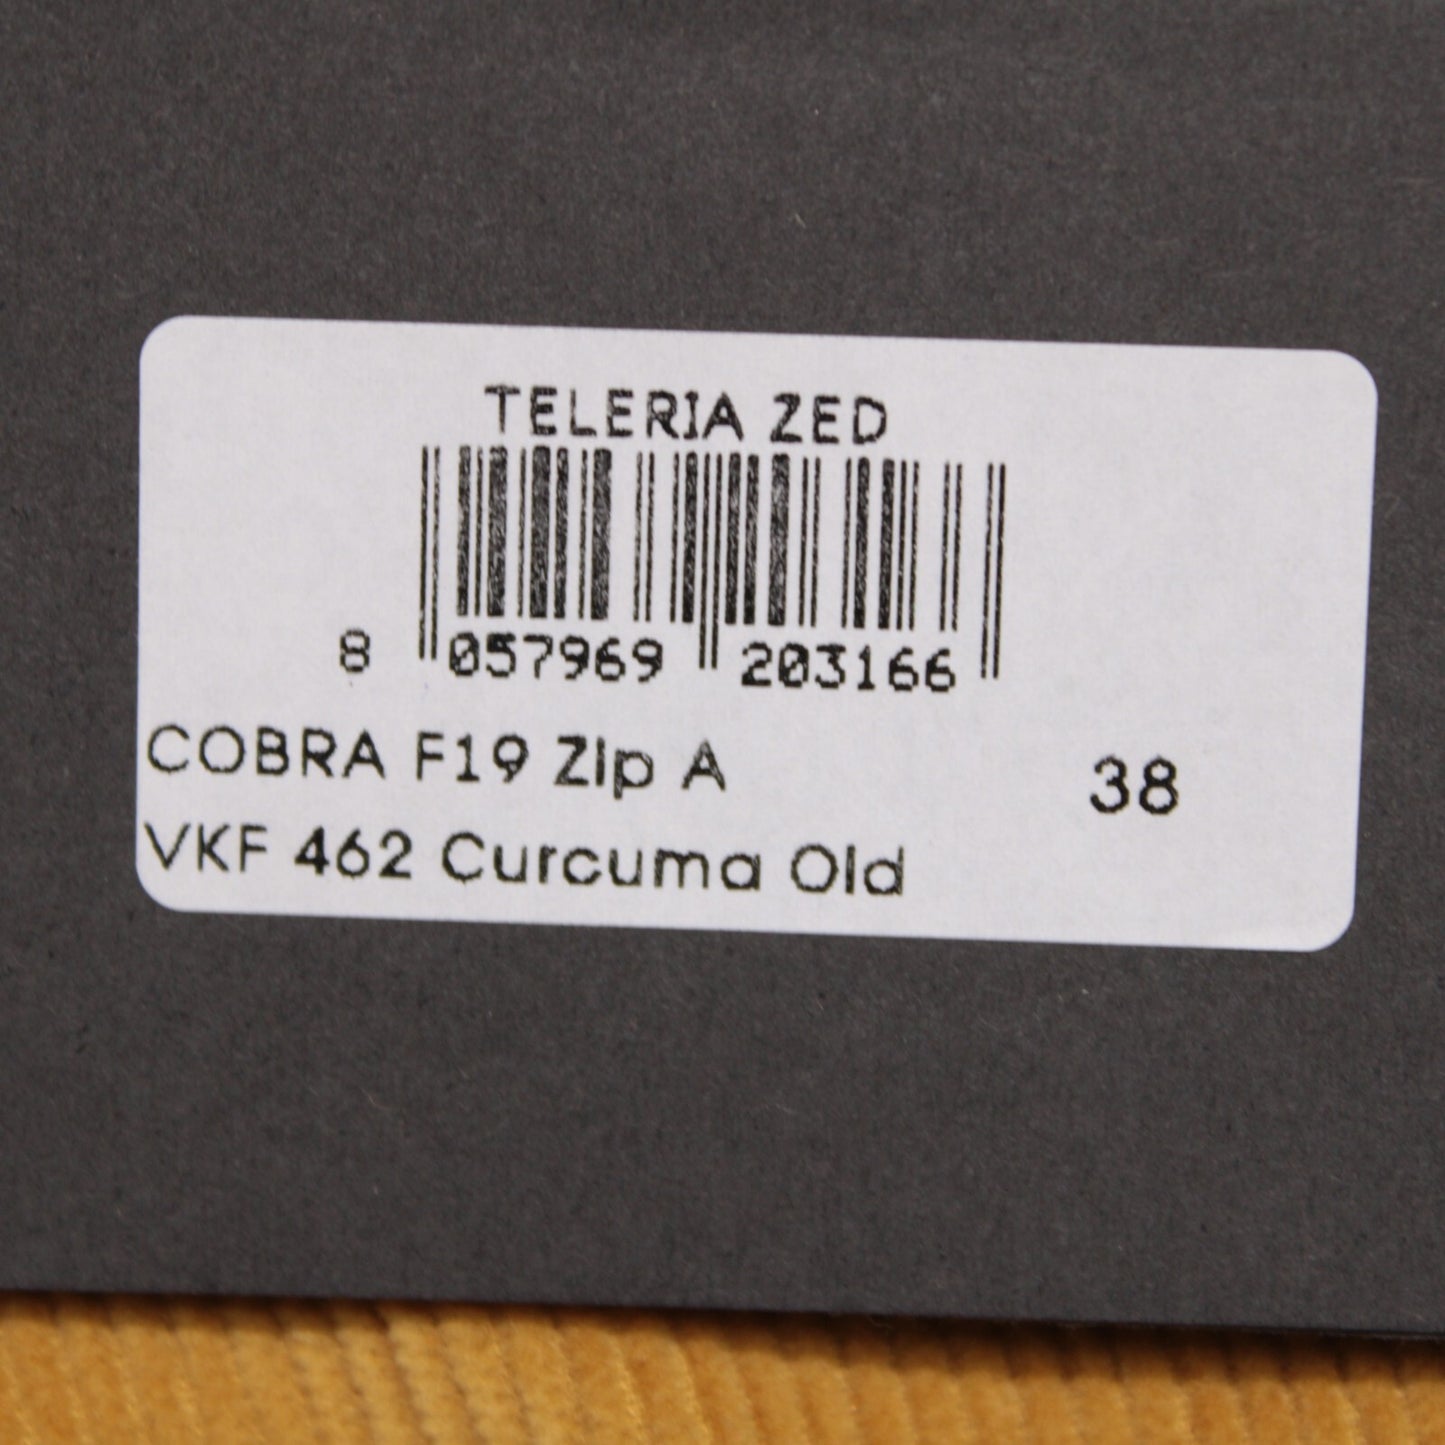 TELERIA ZED
8 057969 203166
COBRA F19 Zip A 38
VKF 462 Curcuma Old